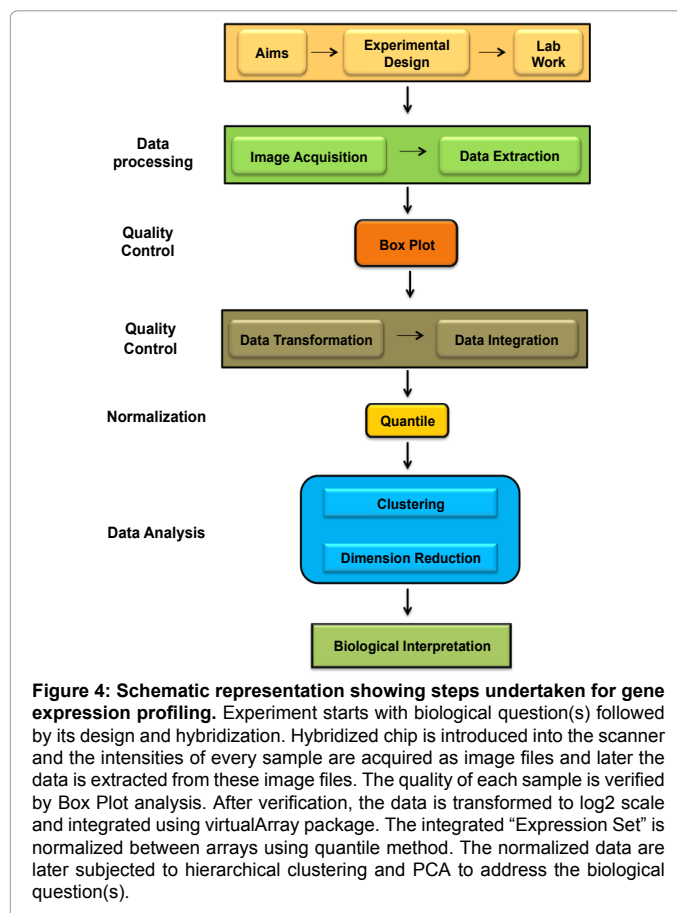 Aims
Experimental
Design
Lab
Work
Data
processing
Image Acquisition
Data Extraction
Quality
Control
Box Plot
Quality
Control
Data Transformation
Data Integration
Normalization
Quantile
Data Analysis
Clustering
Dimension Reduction
Biological Interpretation
Figure 4: Schematic representation showing steps undertaken for gene
expression profiling. Experiment starts with biological question(s) followed
by its design and hybridization. Hybridized chip is introduced into the scanner
and the intensities of every sample are acquired as image files and later the
data is extracted from these image files. The quality of each sample is verified
by Box Plot analysis. After verification, the data is transformed to log2 scale
and integrated using virtualArray package. The integrated “Expression Set” is
normalized between arrays using quantile method. The normalized data are
later subjected to hierarchical clustering and PCA to address the biological
question(s).